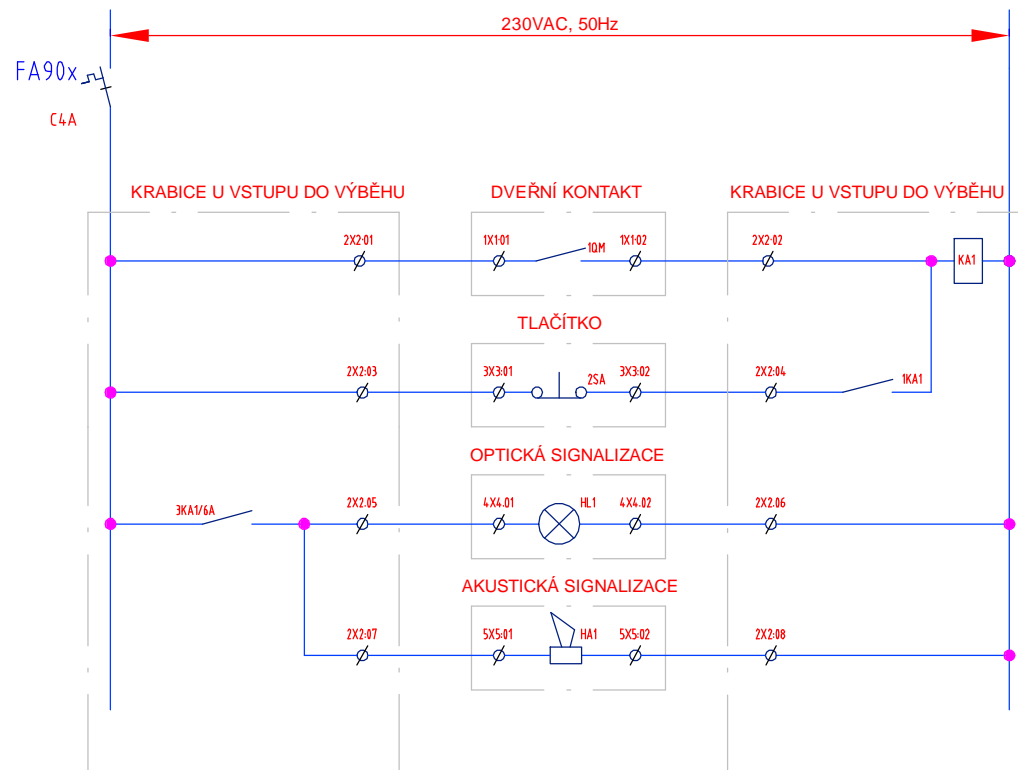 230VAC, 50Hz
FA90x
C4A
KRABICE U VSTUPU DO VÝBĚHU
DVEŘNÍ KONTAKT
KRABICE U VSTUPU DO VÝBĚHU
2X2:01
1X1:01
1QM
1X1:02
2X2:02
KA1
TLAČÍTKO
2X2:03
3X3:01
2SA
3X3:02
2X2:04
1KA1
OPTICKÁ SIGNALIZACE
3KA1/6A
2X2.05
4X4.01
HL1
4X4.02
2X2.06
AKUSTICKÁ SIGNALIZACE
2X2:07
5X5:01
HA1
5X5:02
2X2:08